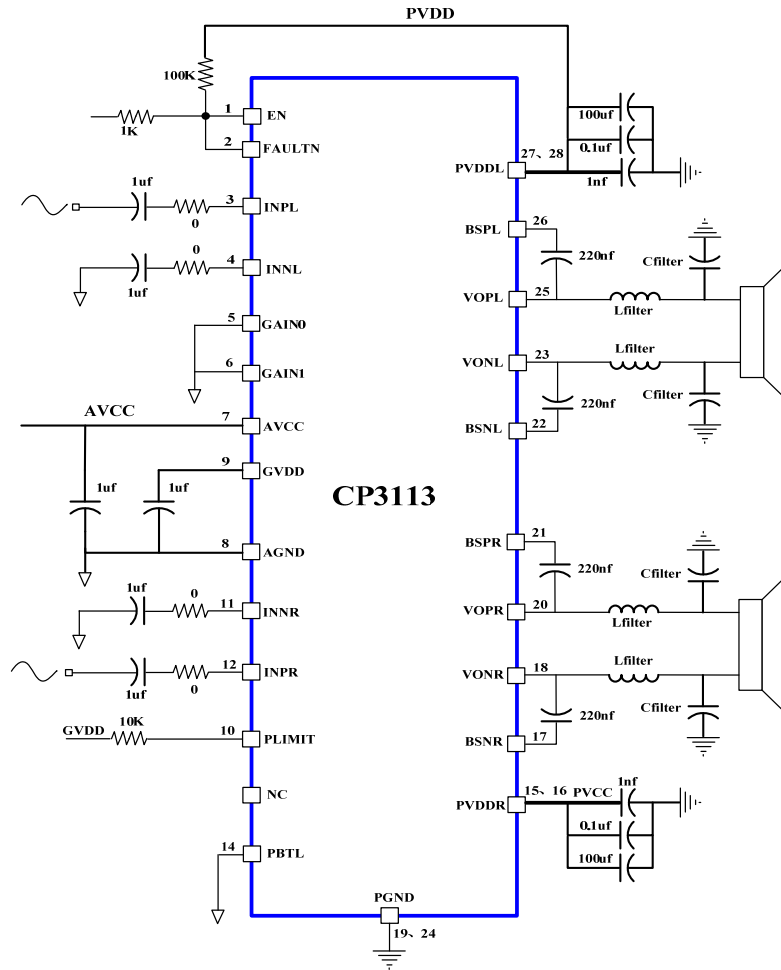 PVDD
100K
1K
1
EN
2
FAULTN
1uf
0
3
INPL
0
1uf
4
INNL
5
GAIN0
6
GAIN1
AVCC
7
AVCC
9
GVDD
1uf
1uf
8
AGND
1uf
0
11
INNR
1uf
0
12
INPR
GVDD
10K
10
PLIMIT
NC
14
PBTL
CP3113
PGND
19、24
100uf
0.1uf
1nf
27、28
PVDDL
26
BSPL
220nf
Cfilter
25
VOPL
Lfilter
23
VONL
Lfilter
220nf
Cfilter
22
BSNL
21
BSPR
220nf
Cfilter
20
VOPR
Lfilter
18
VONR
Lfilter
220nf
Cfilter
17
BSNR
15、16
PVCC
1nf
PVDDR
0.1uf
100uf